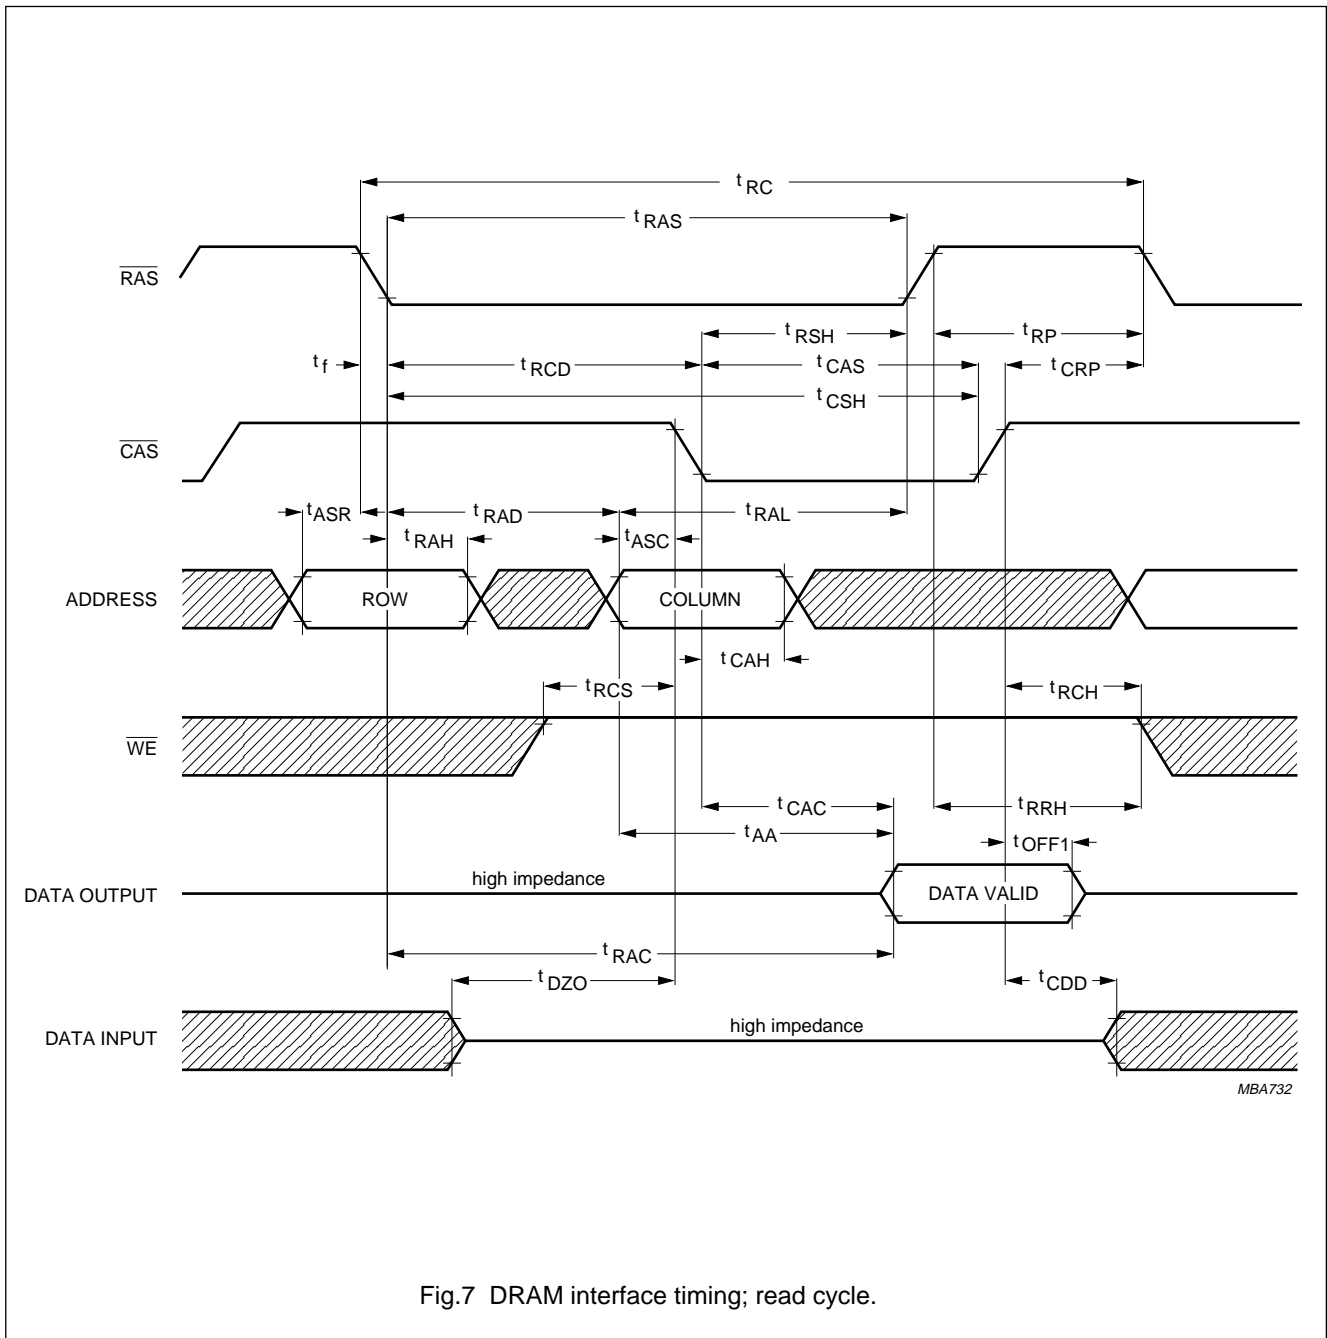 t RC
t RAS
RAS
t RSH
t RP
t f
t RCD
t CAS
t CRP
t CSH
CAS
t ASR
t RAD
t RAL
t RAH
t ASC
ADDRESS
ROW
COLUMN
t CAH
t RCS
t RCH
WE
t CAC
t RRH
t AA
t OFF1
high impedance
DATA OUTPUT
DATA VALID
t RAC
t DZO
t CDD
high impedance
DATA INPUT
MBA732
Fig.7 DRAM interface timing; read cycle.